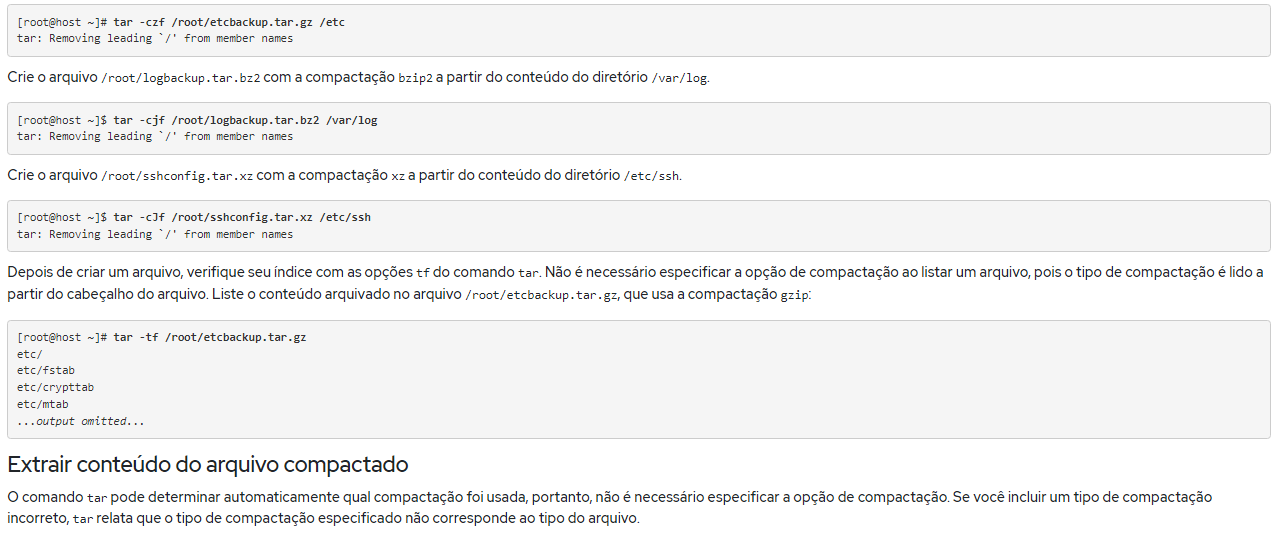 [root@host ~]# tar -czf /root/etcbackup.tar.gz /etc
tar: Removing leading `/' from member names
Crie o arquivo /root/logbackup.tar.bz2 com a compactação bzip2 a partir do conteúdo do diretório /var/log.
[root@host ~]$ tar -cjf /root/logbackup.tar.bz2 /var/log
tar: Removing leading `/' from member names
Crie o arquivo /root/sshconfig.tar.xz com a compactação xz a partir do conteúdo do diretório /etc/ssh.
[root@host ~]$ tar -cJf /root/sshconfig.tar.xz /etc/ssh
tar: Removing leading `/' from member names
Depois de criar um arquivo, verifique seu índice com as opções tf do comando tar. Não é necessário especificar a opção de compactação ao listar um arquivo, pois o tipo de compactação é lido a
partir do cabeçalho do arquivo. Liste o conteúdo arquivado no arquivo /root/etcbackup.tar.gz, que usa a compactação gzip:
[root@host ~]# tar -tf /root/etcbackup.tar.gz
etc/
etc/fstab
etc/crypttab
etc/mtab
...output omitted...
Extrair conteúdo do arquivo compactado
O comando tar pode determinar automaticamente qual compactação foi usada, portanto, não é necessário especificar a opção de compactação. Se você incluir um tipo de compactação
incorreto, tar relata que o tipo de compactação especificado não corresponde ao tipo do arquivo.